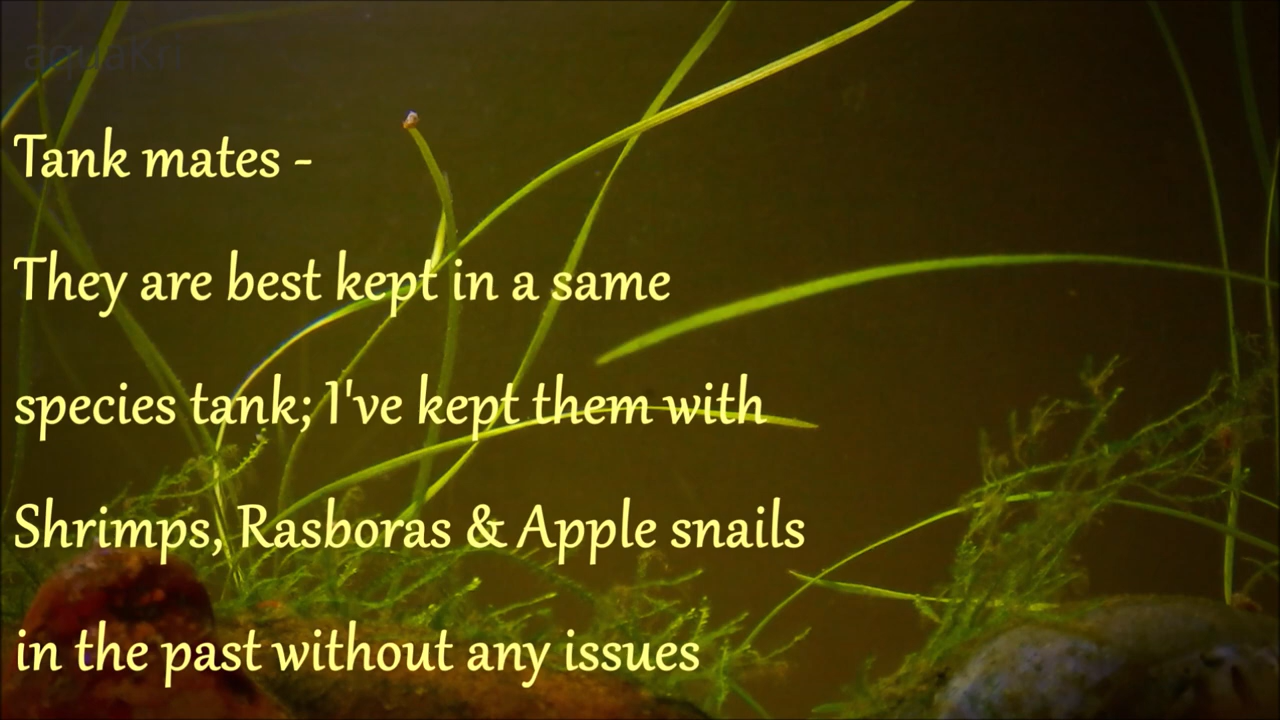 aquaKri
Tank mates -
They are best kept in a same
species tank; I've kept them with
Shrimps, Rasboras & Apple snails
in the past without any issues